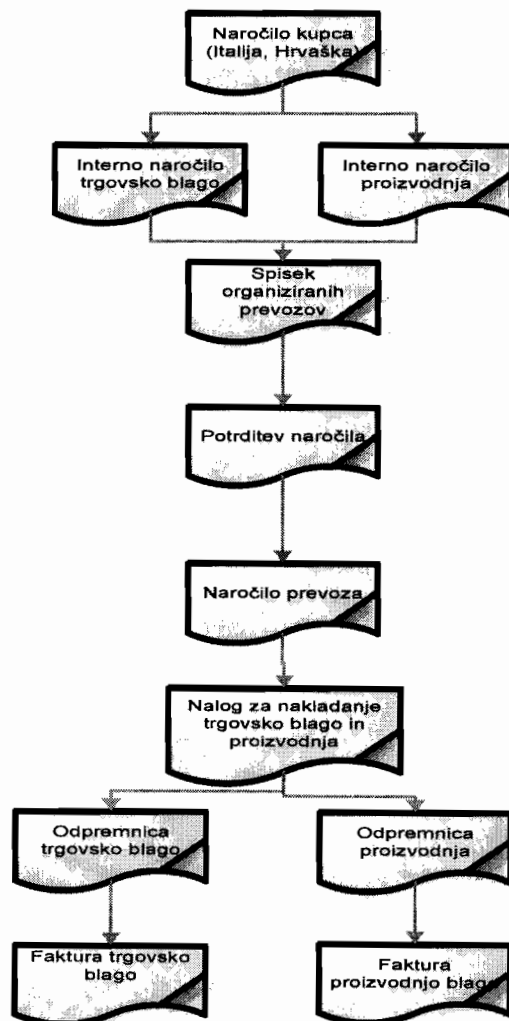 Naročilo kupca
(Italija, Hrvaška)
Interno naročilo
trgovsko blago
Interno naročilo
proizvodnja
Spisek
organiziranih
prevozov
Potrditev naročila
Naročilo prevoza
Nalog za nakladanje
trgovsko blago in
proizvodnja
Odpremnica
trgovsko blago
Odpremnica
proizvodnja
Faktura trgovsko
blago
Faktura
proizvodnjo blago